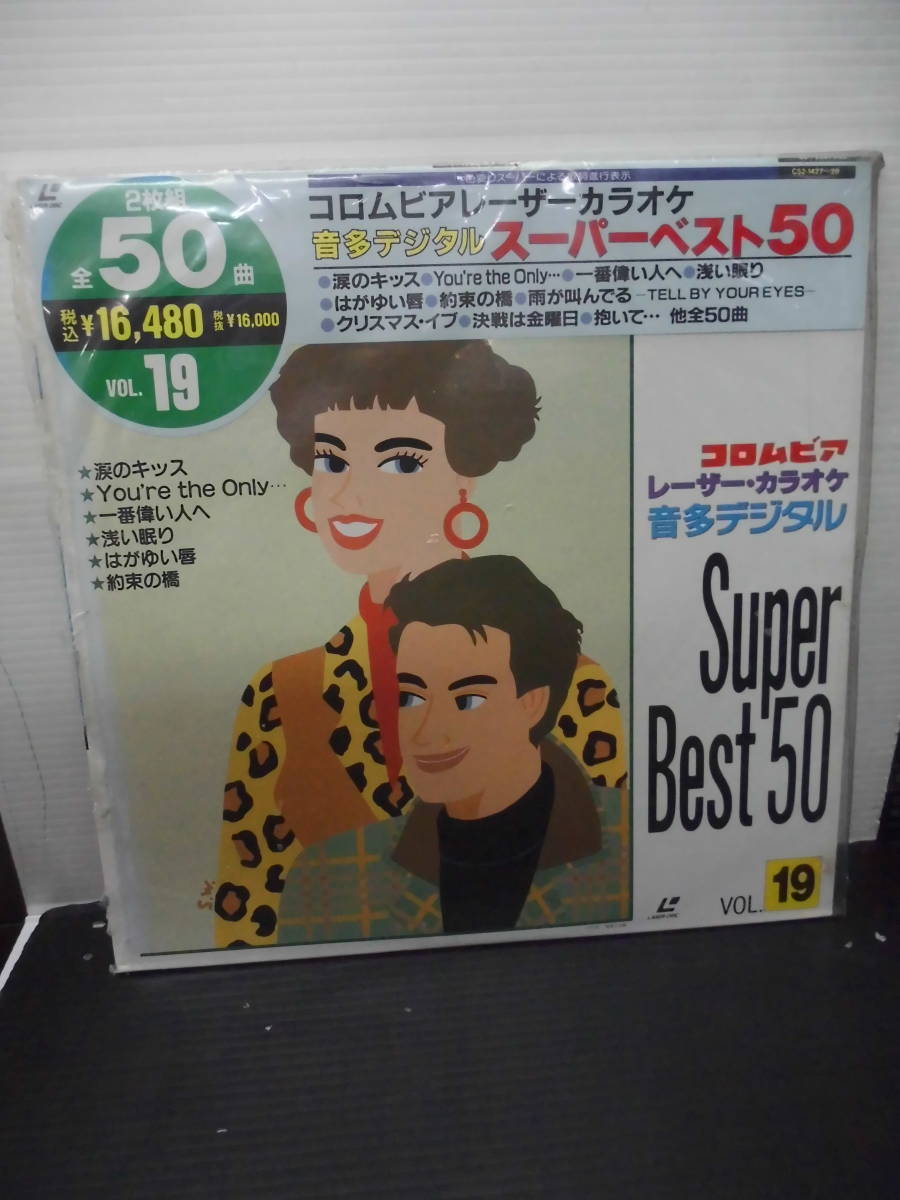 C52-1427~28
LASER DISC
2枚組
全50曲
税込¥16,480 税抜¥16,000
VOL. 19
コロムビアレーザーカラオケ
音多デジタル スーパーベスト50
●涙のキッス●You're the Only…●一番偉い人へ●浅い眠り
●はがゆい唇●約束の橋●雨が叫んでる－TELL BY YOUR EYES－
●クリスマス・イブ●決戦は金曜日●抱いて… 他全50曲
★涙のキッス
★You're the Only…
★一番偉い人へ
★浅い眠り
★はがゆい唇
★約束の橋
コロムビア
レーザー・カラオケ
音多デジタル
Super
Best '50
LASER DISC
VOL. 19